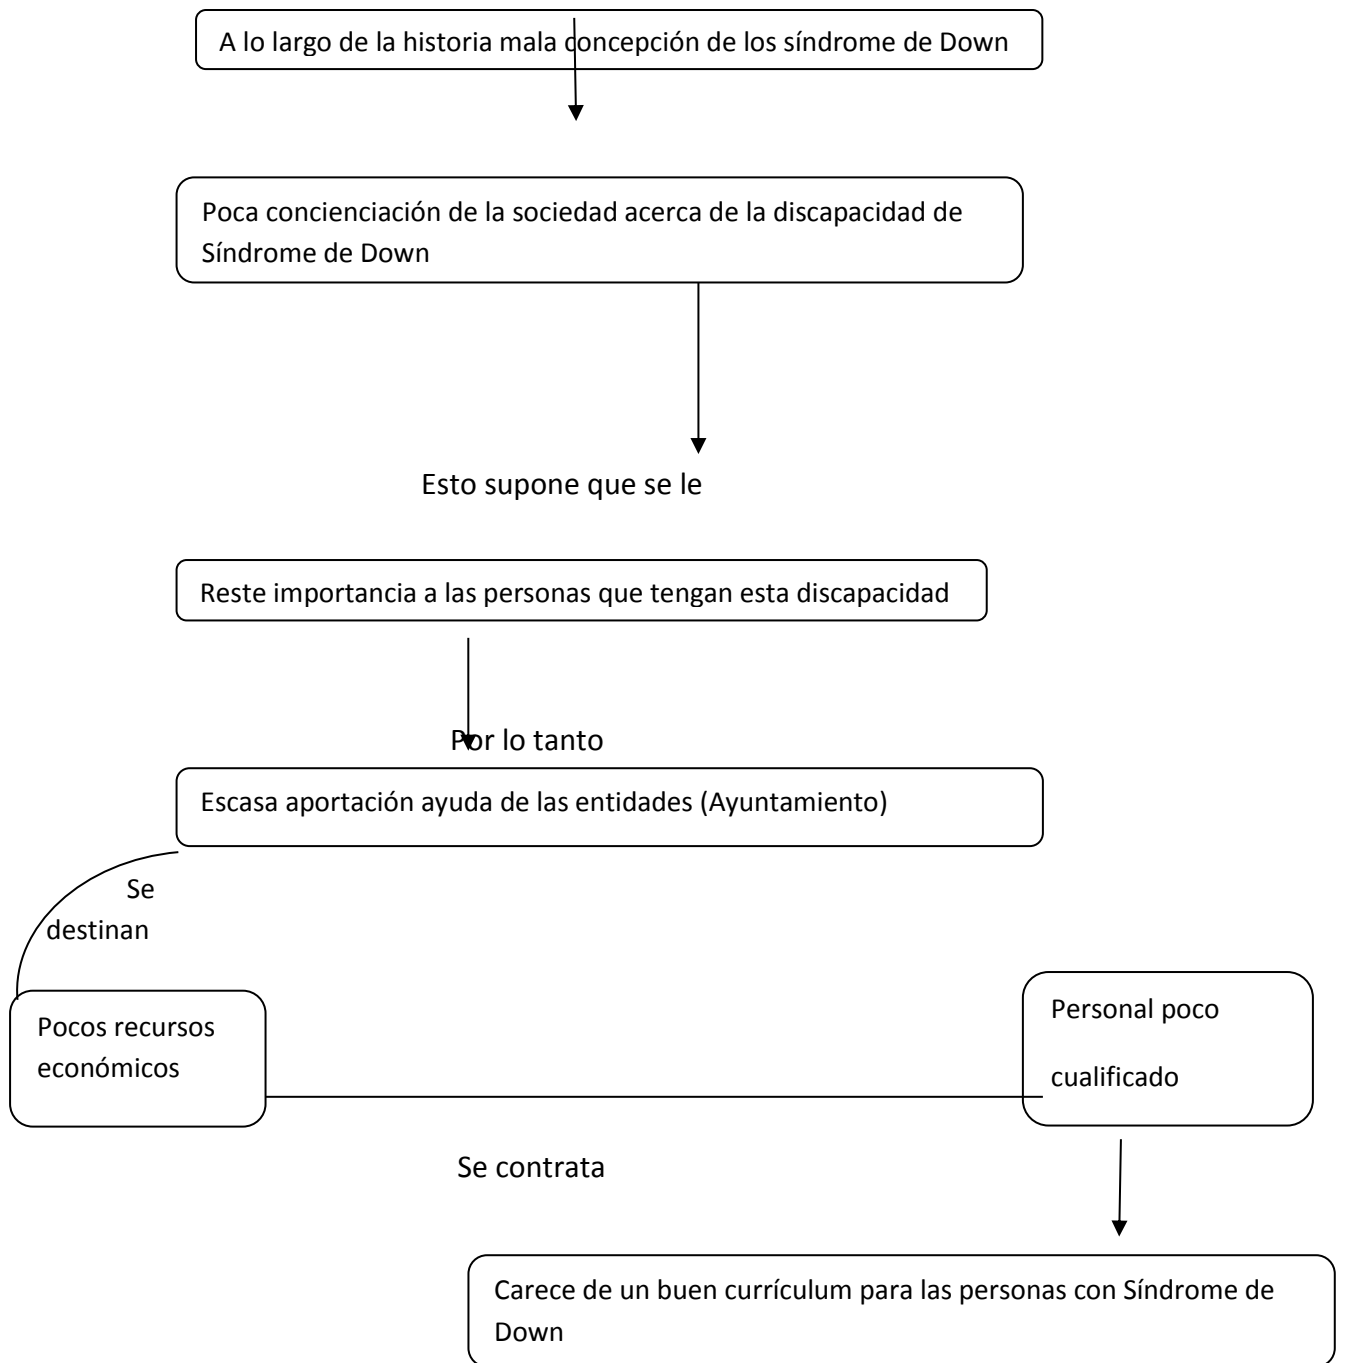 A lo largo de la historia mala concepción de los síndrome de Down
Poca concienciación de la sociedad acerca de la discapacidad de
Síndrome de Down
Esto supone que se le
Reste importancia a las personas que tengan esta discapacidad
Por lo tanto
Escasa aportación ayuda de las entidades (Ayuntamiento)
Se
destinan
Pocos recursos
económicos
Personal poco
cualificado
Se contrata
Carece de un buen currículum para las personas con Síndrome de
Down